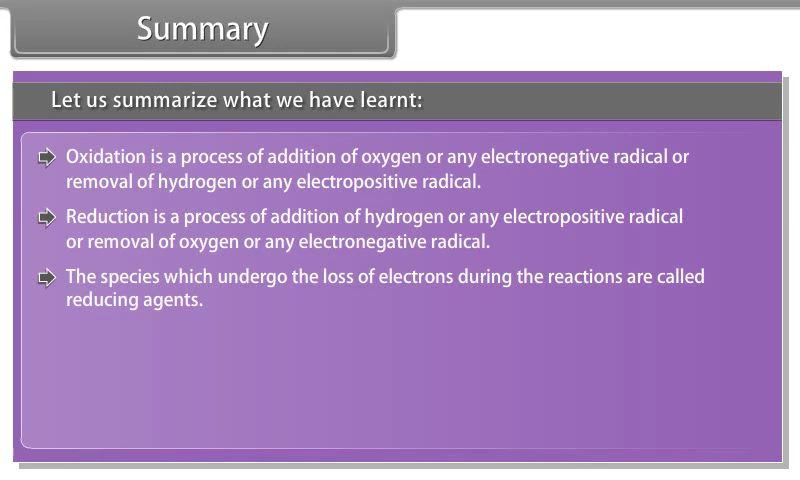 Summary
Let us summarize what we have learnt:
Oxidation is a process of addition of oxygen or any electronegative radical or
removal of hydrogen or any electropositive radical.
Reduction is a process of addition of hydrogen or any electropositive radical
or removal of oxygen or any electronegative radical.
The species which undergo the loss of electrons during the reactions are called
reducing agents.